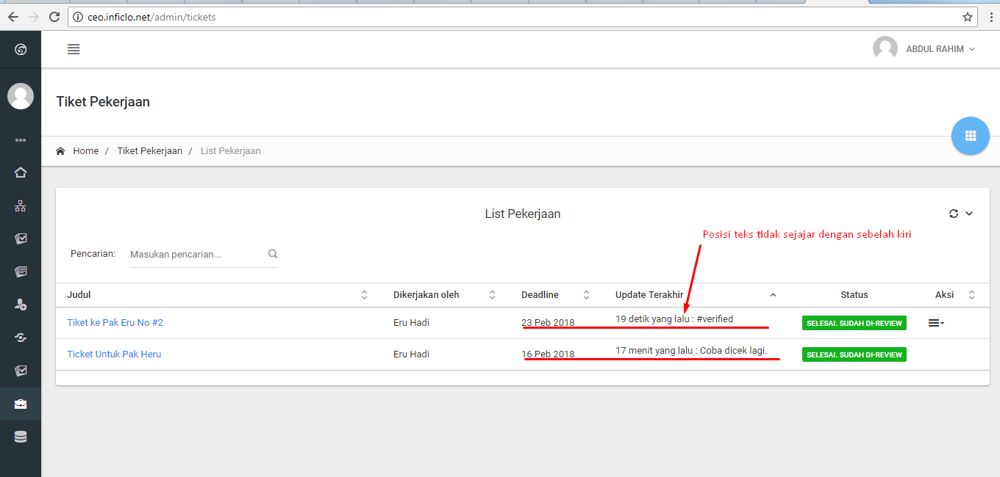 ceo.inficlo.net/admin/tickets
ABDUL RAHIM
Tiket Pekerjaan
Home / Tiket Pekerjaan / List Pekerjaan
List Pekerjaan
Posisi teks tidak sejajar dengan sebelah kiri
Pencarian: Masukan pencarian...
Judul Dikerjakan oleh Deadline Update Terakhir Status Aksi
Tiket ke Pak Eru No #2 Eru Hadi 23 Peb 2018 19 detik yang lalu : #verified SELESAI. SUDAH DI-REVIEW
Ticket Untuk Pak Heru Eru Hadi 16 Peb 2018 17 menit yang lalu : Coba dicek lagi. SELESAI. SUDAH DI-REVIEW